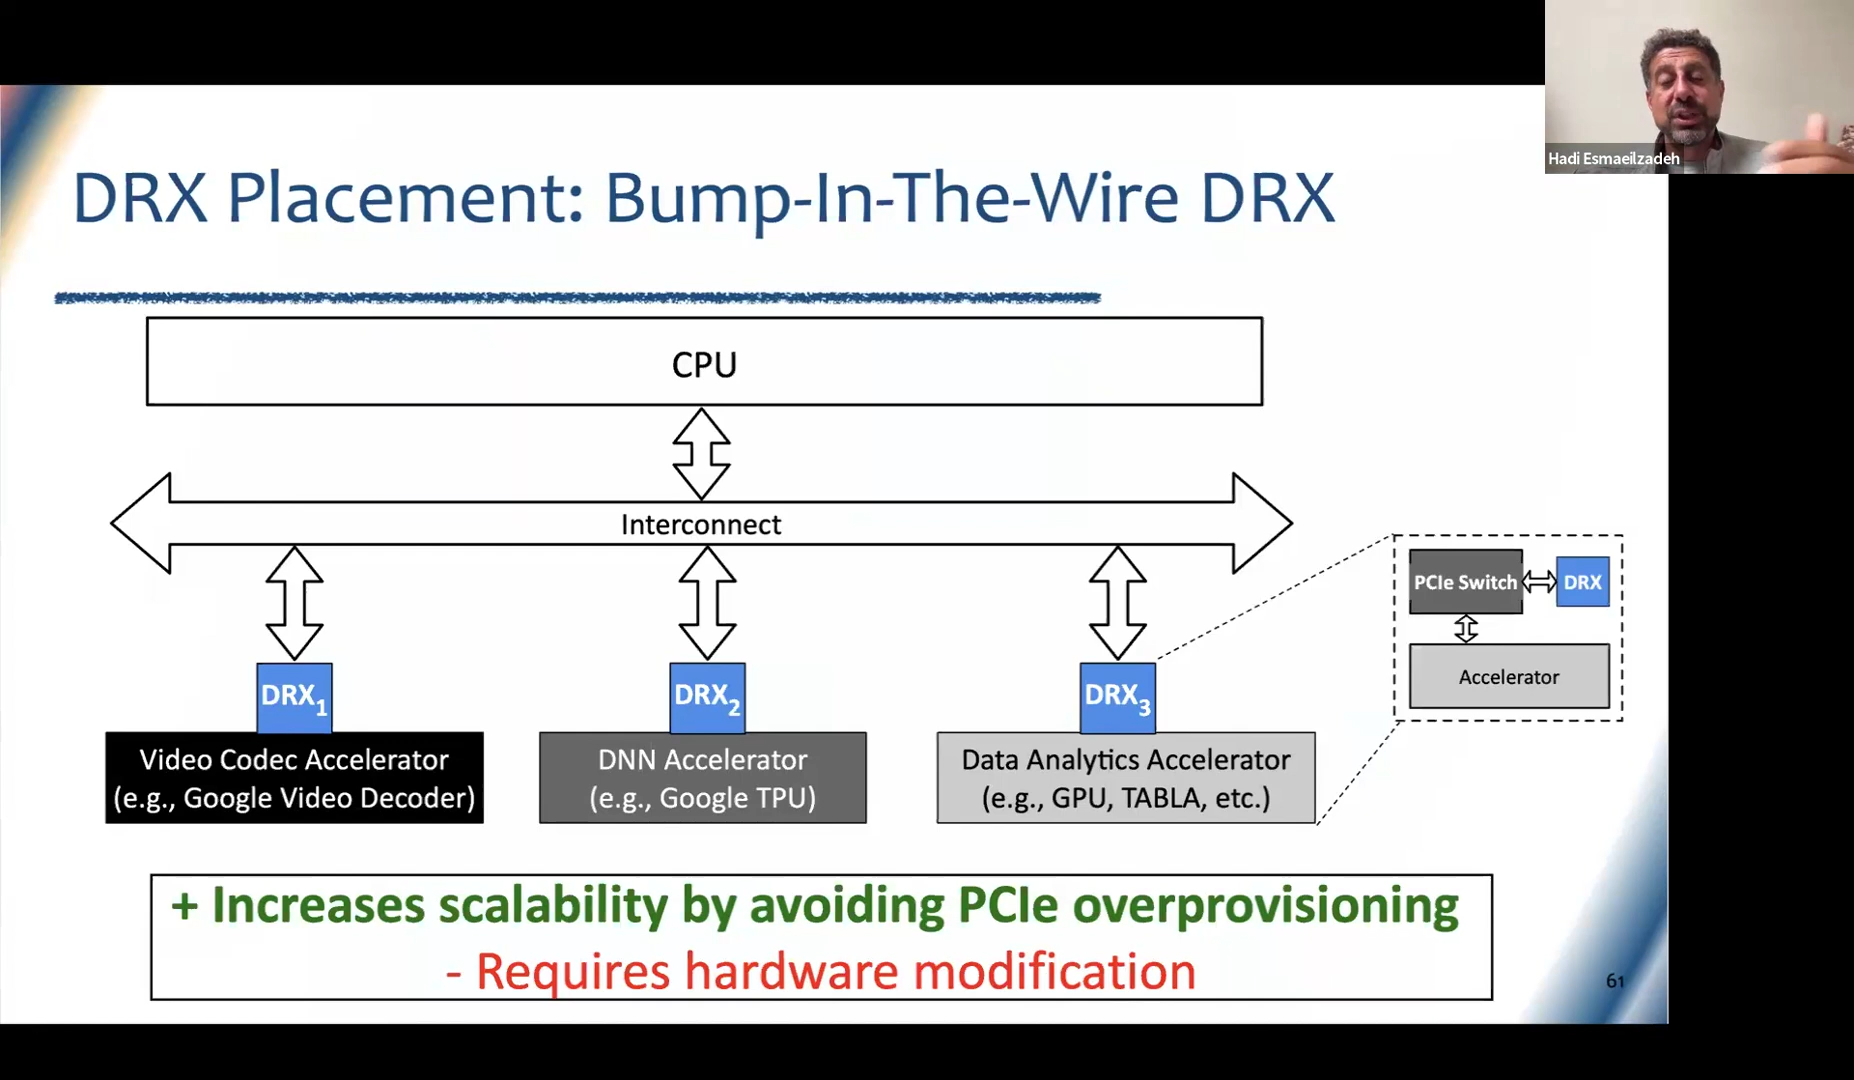 Hadi Esmaeilzadeh
DRX Placement: Bump-In-The-Wire DRX
CPU
Interconnect
PCIe Switch
DRX
Accelerator
DRX1
DRX2
DRX3
Video Codec Accelerator
(e.g., Google Video Decoder)
DNN Accelerator
(e.g., Google TPU)
Data Analytics Accelerator
(e.g., GPU, TABLA, etc.)
+ Increases scalability by avoiding PCIe overprovisioning
- Requires hardware modification
61